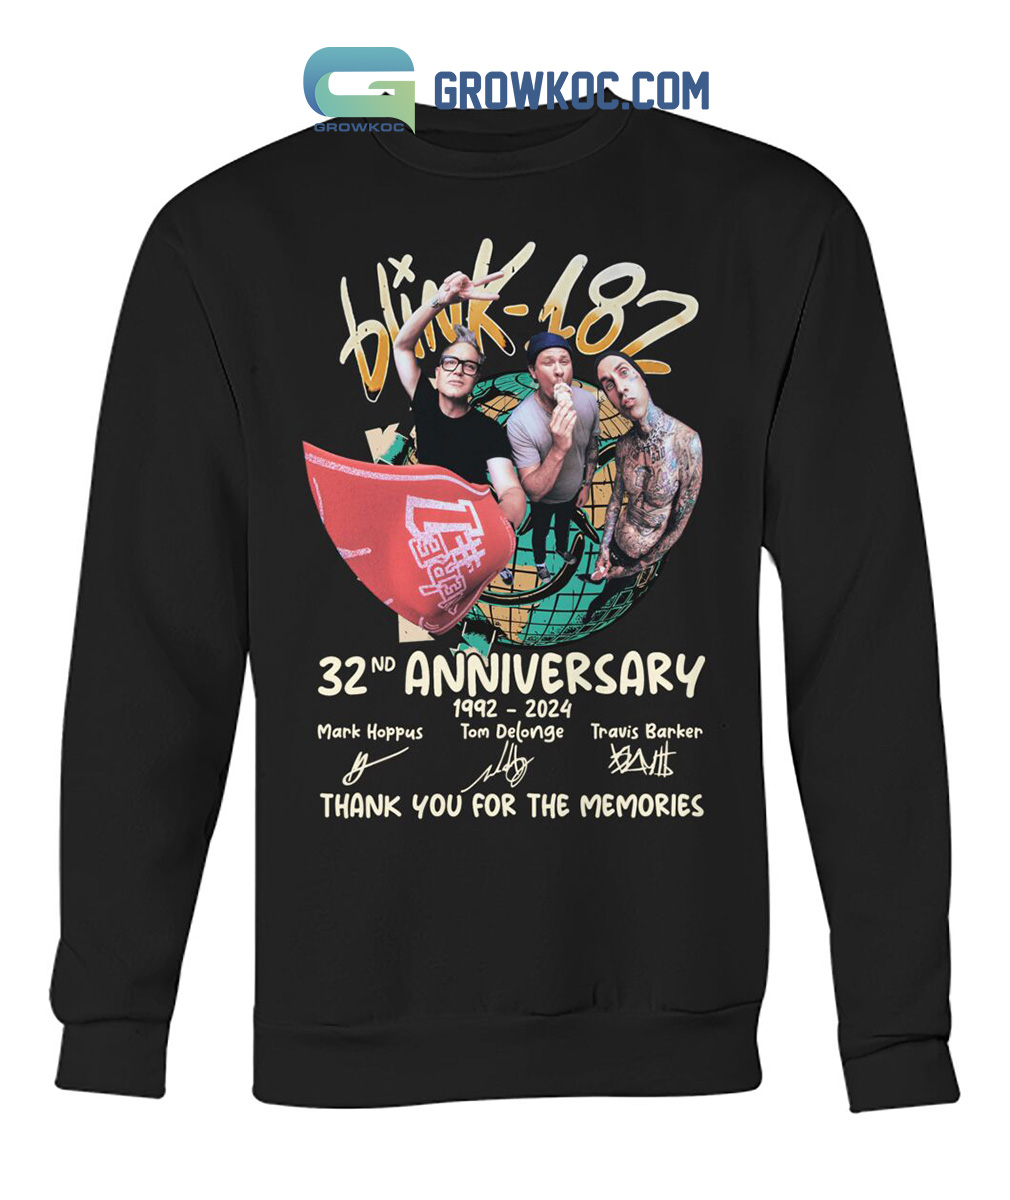 GROWKOC.COM
GROWKOC
blink-182
32ND ANNIVERSARY
1992 - 2024
Mark Hoppus Tom DeLonge Travis Barker
THANK YOU FOR THE MEMORIES